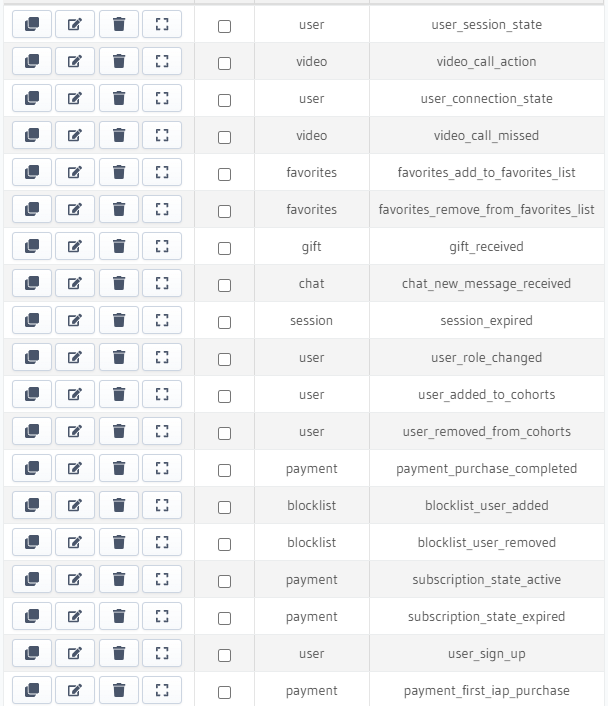 user user_session_state
video video_call_action
user user_connection_state
video video_call_missed
favorites favorites_add_to_favorites_list
favorites favorites_remove_from_favorites_list
gift gift_received
chat chat_new_message_received
session session_expired
user user_role_changed
user user_added_to_cohorts
user user_removed_from_cohorts
payment payment_purchase_completed
blocklist blocklist_user_added
blocklist blocklist_user_removed
payment subscription_state_active
payment subscription_state_expired
user user_sign_up
payment payment_first_iap_purchase